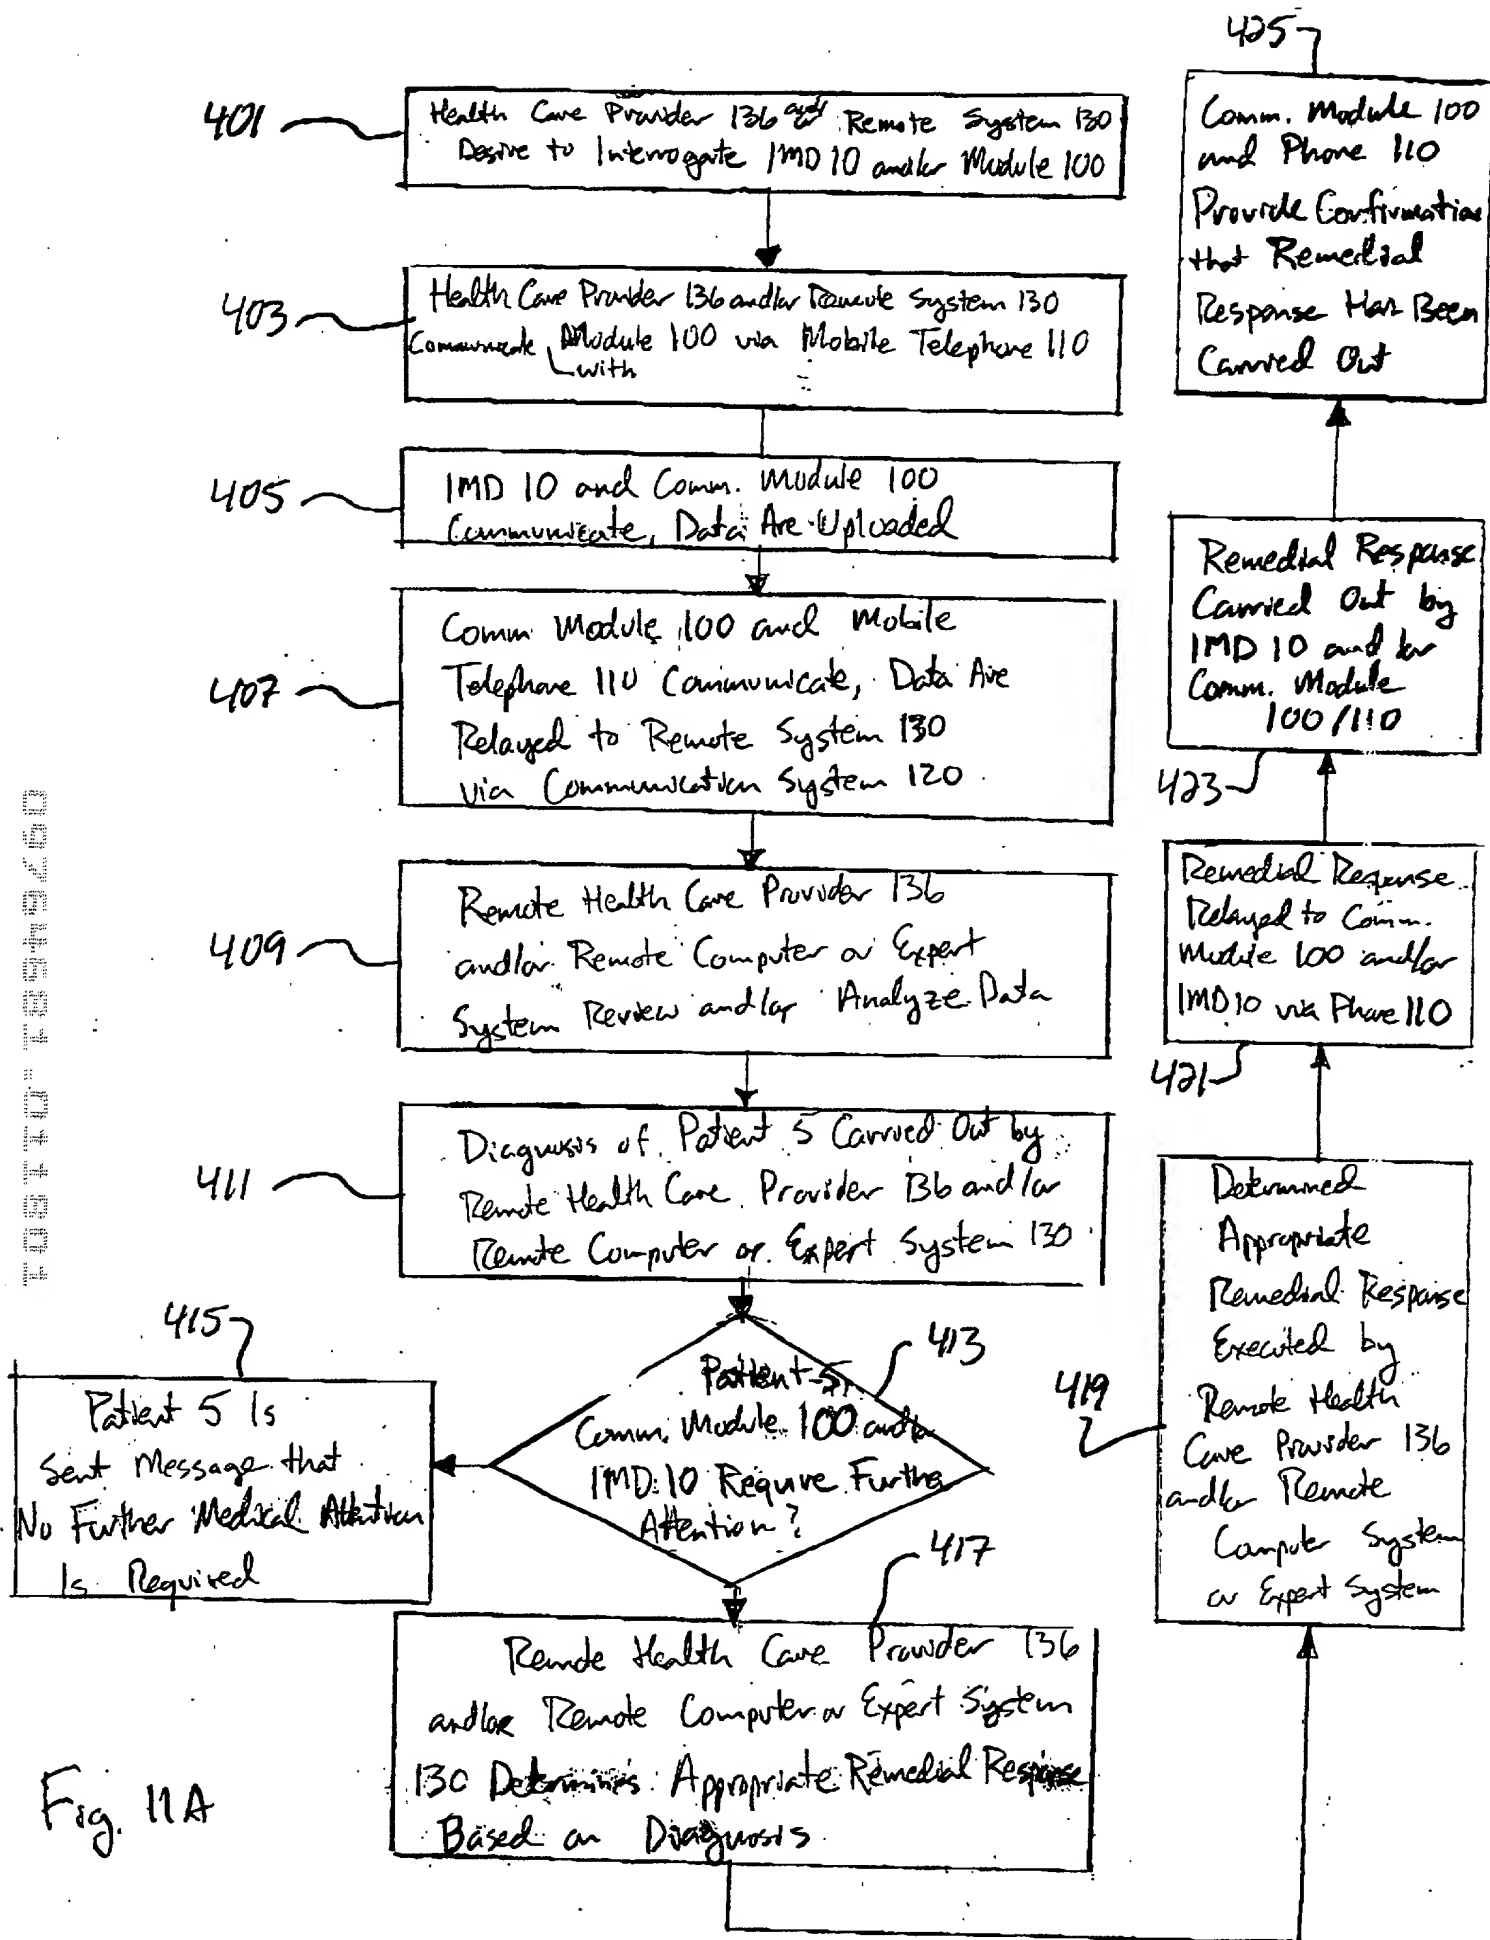 401
Health Care Provider 136 and/or Remote System 130
Desire to Interrogate IMD 10 and/or Module 100
403
Health Care Provider 136 and/or Remote System 130
Communicate with Module 100 via Mobile Telephone 110
405
IMD 10 and Comm. Module 100
Communicate, Data Are Uploaded
407
Comm. Module 100 and Mobile
Telephone 110 Communicate, Data Are
Relayed to Remote System 130
via Communication System 120
409
Remote Health Care Provider 136
and/or Remote Computer or Expert
System Review and/or Analyze Data
411
Diagnosis of Patient 5 Carried Out by
Remote Health Care Provider 136 and/or
Remote Computer or Expert System 130
413
Patient 5,
Comm. Module 100 and/or
IMD 10 Require Further
Attention?
415
Patient 5 Is
Sent Message that
No Further Medical Attention
Is Required
417
Remote Health Care Provider 136
and/or Remote Computer or Expert System
130 Determines Appropriate Remedial Response
Based on Diagnosis
419
Determined
Appropriate
Remedial Response
Executed by
Remote Health
Care Provider 136
and/or Remote
Computer System
or Expert System
421
Remedial Response
Relayed to Comm.
Module 100 and/or
IMD 10 via Phone 110
423
Remedial Response
Carried Out by
IMD 10 and/or
Comm. Module
100/110
425
Comm. Module 100
and Phone 110
Provide Confirmation
that Remedial
Response Has Been
Carried Out
Fig. 11A